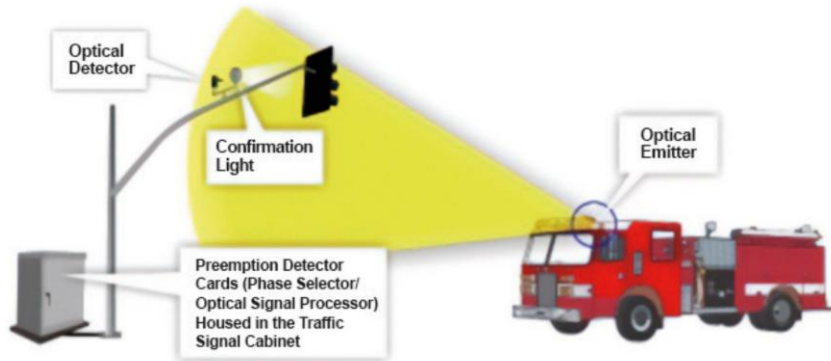 Optical
Detector
Confirmation
Light
Optical
Emitter
Preemption Detector
Cards (Phase Selector/
Optical Signal Processor)
Housed in the Traffic
Signal Cabinet